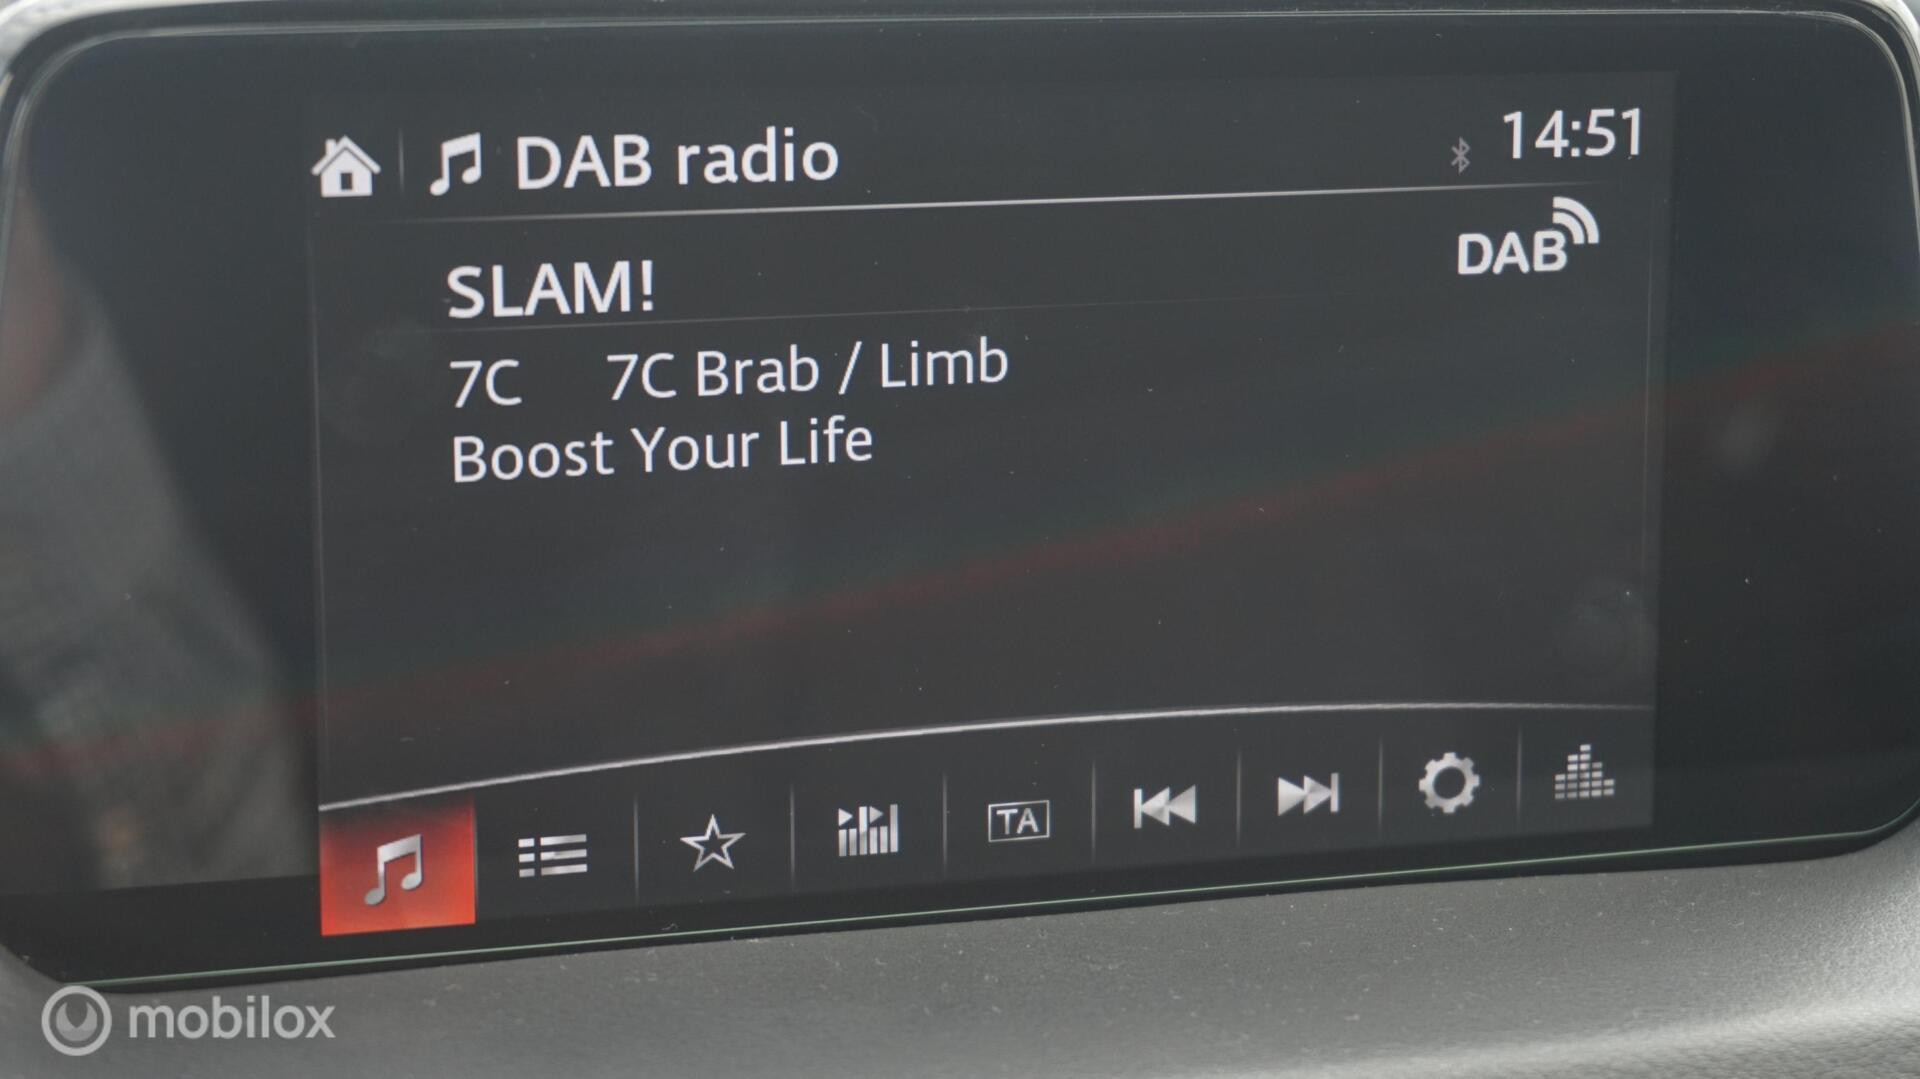 DAB radio
14:51
DAB
SLAM!
7C 7C Brab / Limb
Boost Your Life
TA
mobilox